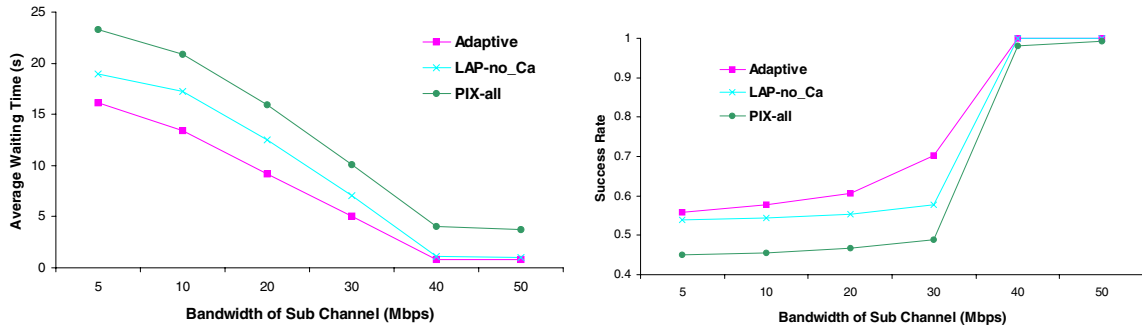 25
20
15
10
5
0
Average Waiting Time (s)
Adaptive
LAP-no_Ca
PIX-all
5 10 20 30 40 50
Bandwidth of Sub Channel (Mbps)
1
0.9
0.8
0.7
0.6
0.5
0.4
Success Rate
Adaptive
LAP-no_Ca
PIX-all
5 10 20 30 40 50
Bandwidth of Sub Channel (Mbps)